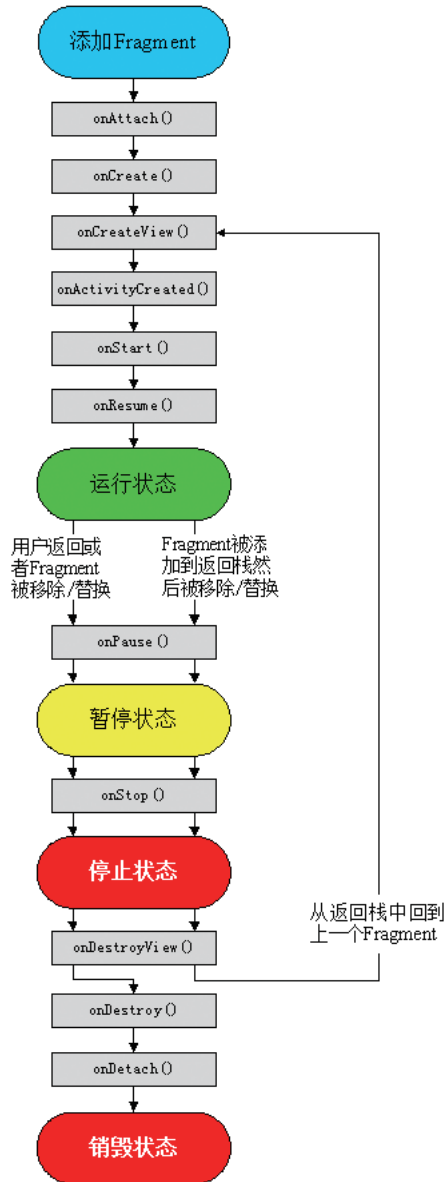 添加Fragment
onAttach()
onCreate()
onCreateView()
onActivityCreated()
onStart()
onResume()
运行状态
用户返回或
者Fragment
被移除/替换
Fragment被添
加到返回栈然
后被移除/替换
onPause()
暂停状态
onStop()
停止状态
从返回栈中回到
上一个Fragment
onDestroyView()
onDestroy()
onDetach()
销毁状态